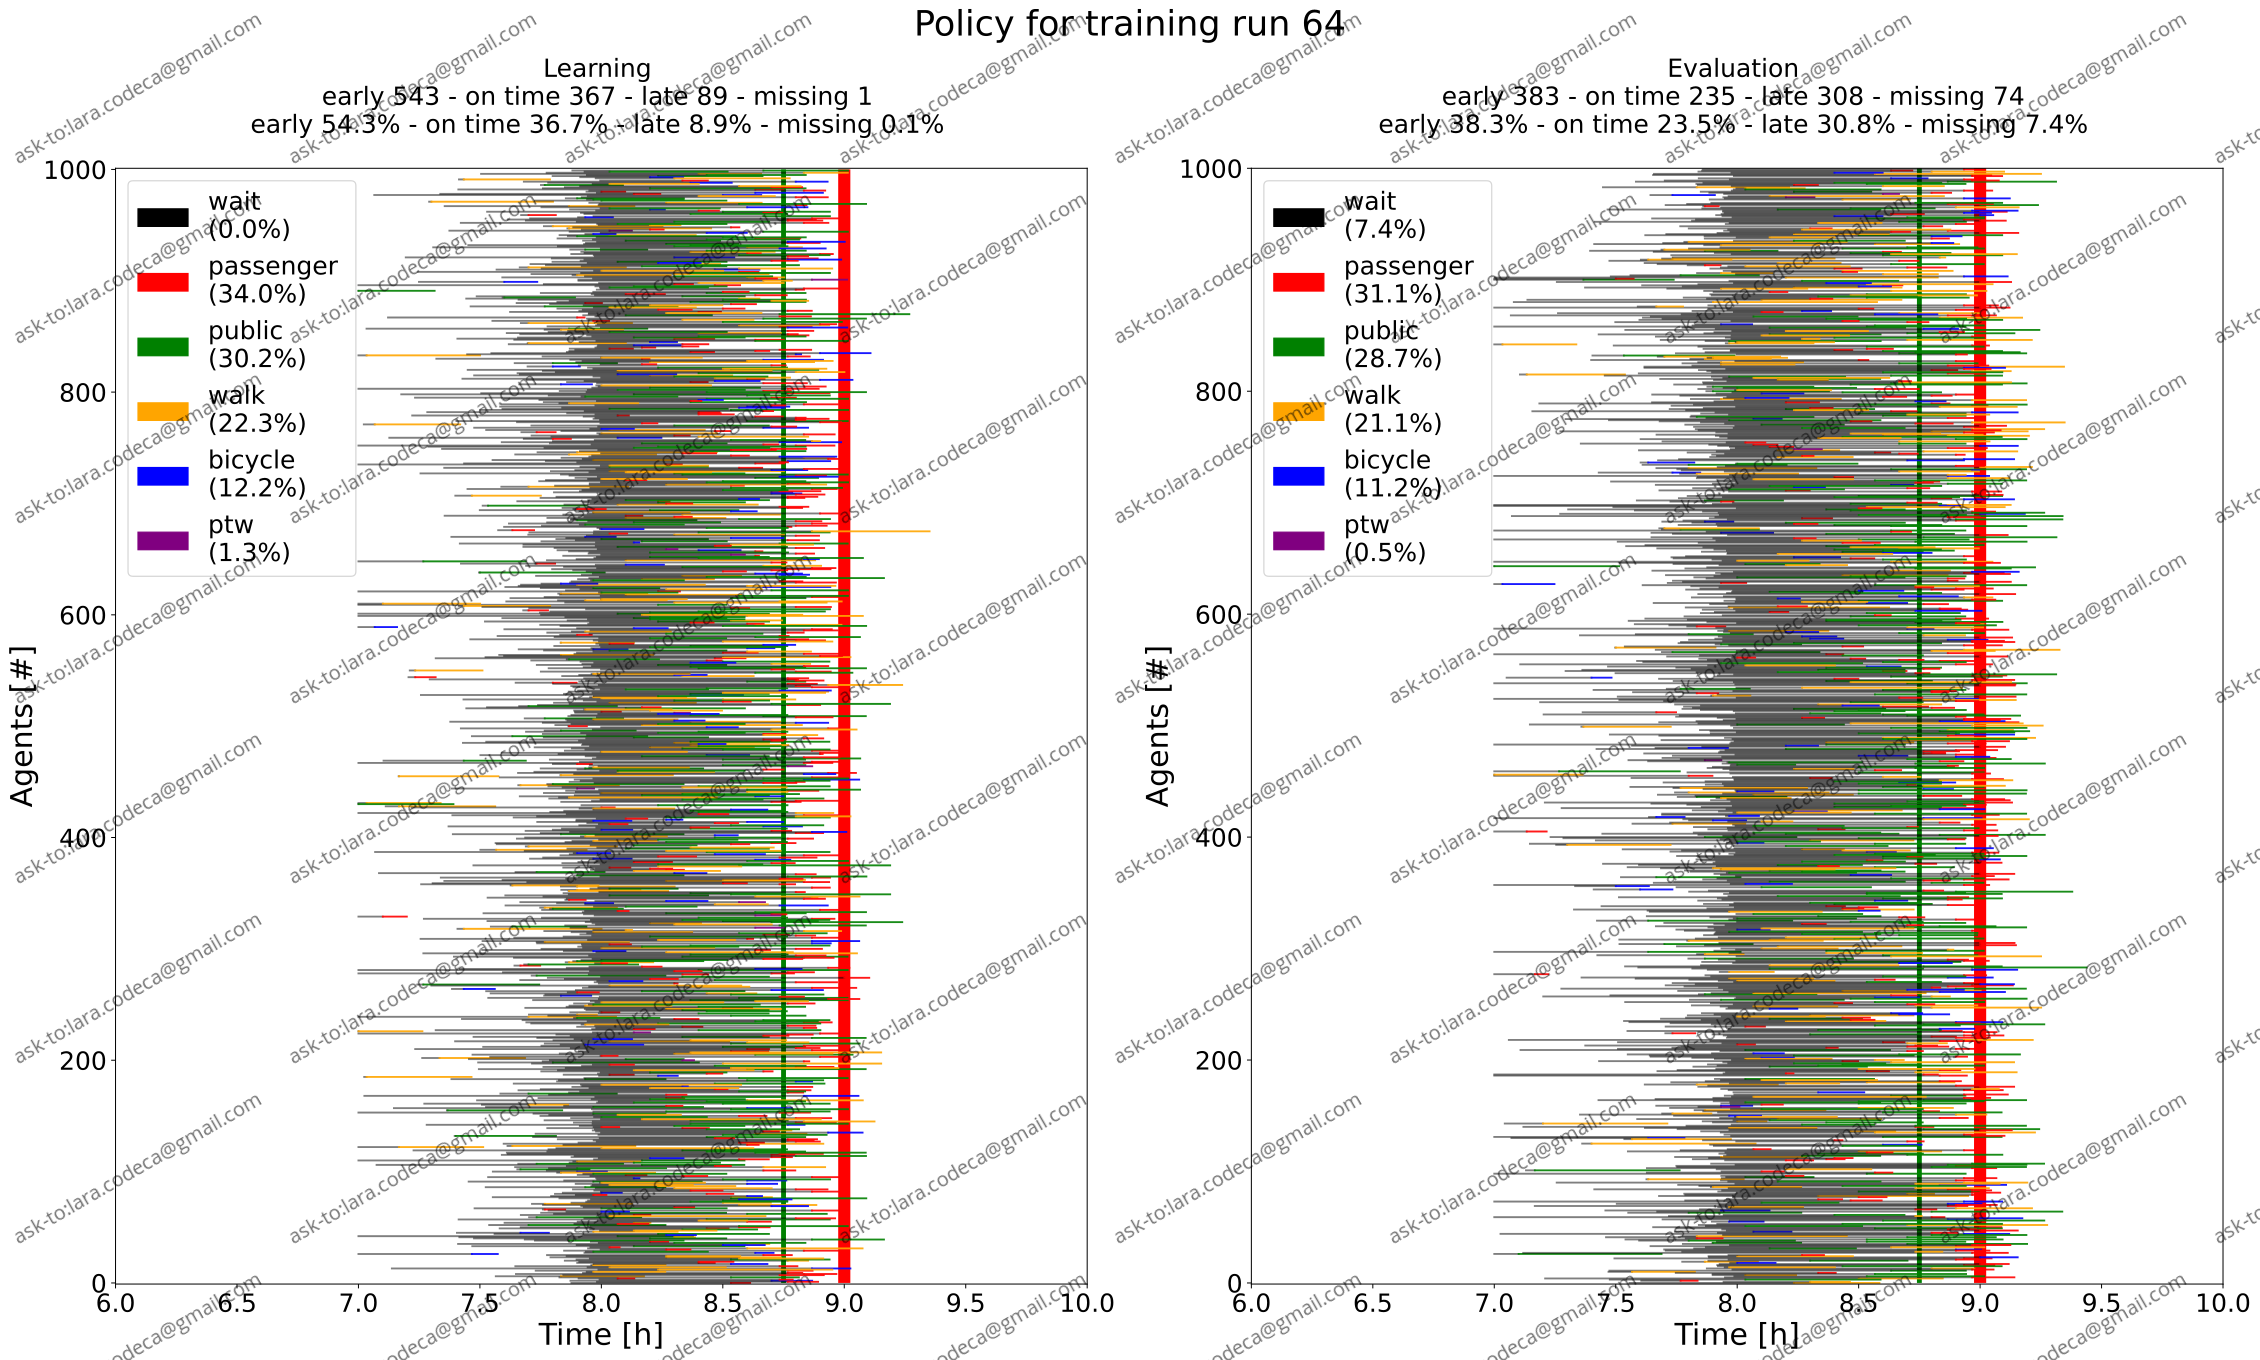 Policy for training run 64
Learning
early 543 - on time 367 - late 89 - missing 1
early 54.3% - on time 36.7% - late 8.9% - missing 0.1%
1000
800
600
400
200
0
Agents [#]
wait
(0.0%)
passenger
(34.0%)
public
(30.2%)
walk
(22.3%)
bicycle
(12.2%)
ptw
(1.3%)
6.0 6.5 7.0 7.5 8.0 8.5 9.0 9.5 10.0
Time [h]
Evaluation
early 383 - on time 235 - late 308 - missing 74
early 38.3% - on time 23.5% - late 30.8% - missing 7.4%
1000
800
600
400
200
0
Agents [#]
wait
(7.4%)
passenger
(31.1%)
public
(28.7%)
walk
(21.1%)
bicycle
(11.2%)
ptw
(0.5%)
6.0 6.5 7.0 7.5 8.0 8.5 9.0 9.5 10.0
Time [h]
ask-to:lara.codeca@gmail.com